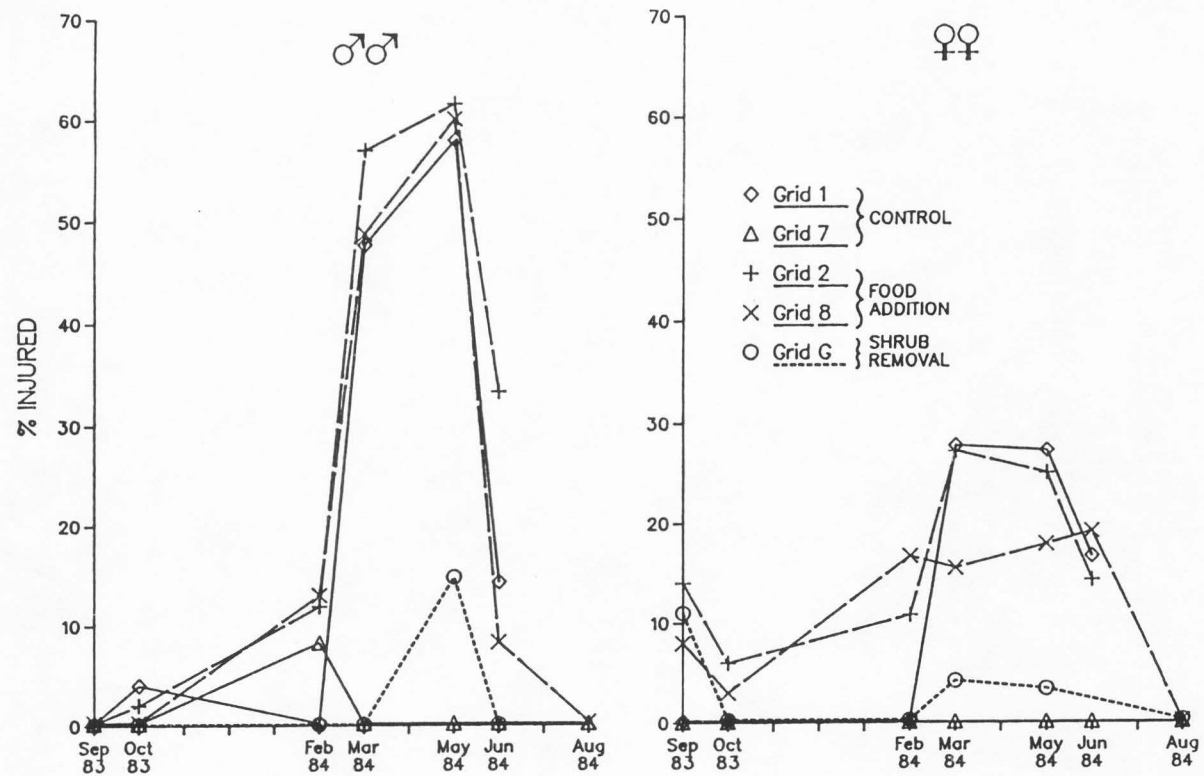 ♂♂
70
60
50
40
30
20
10
0
% INJURED
Sep 83
Oct 83
Feb 84
Mar 84
May 84
Jun 84
Aug 84
♀♀
70
60
50
40
30
20
10
0
Grid 1
Grid 7
CONTROL
Grid 2
Grid 8
FOOD
ADDITION
Grid G
SHRUB
REMOVAL
Sep 83
Oct 83
Feb 84
Mar 84
May 84
Jun 84
Aug 84